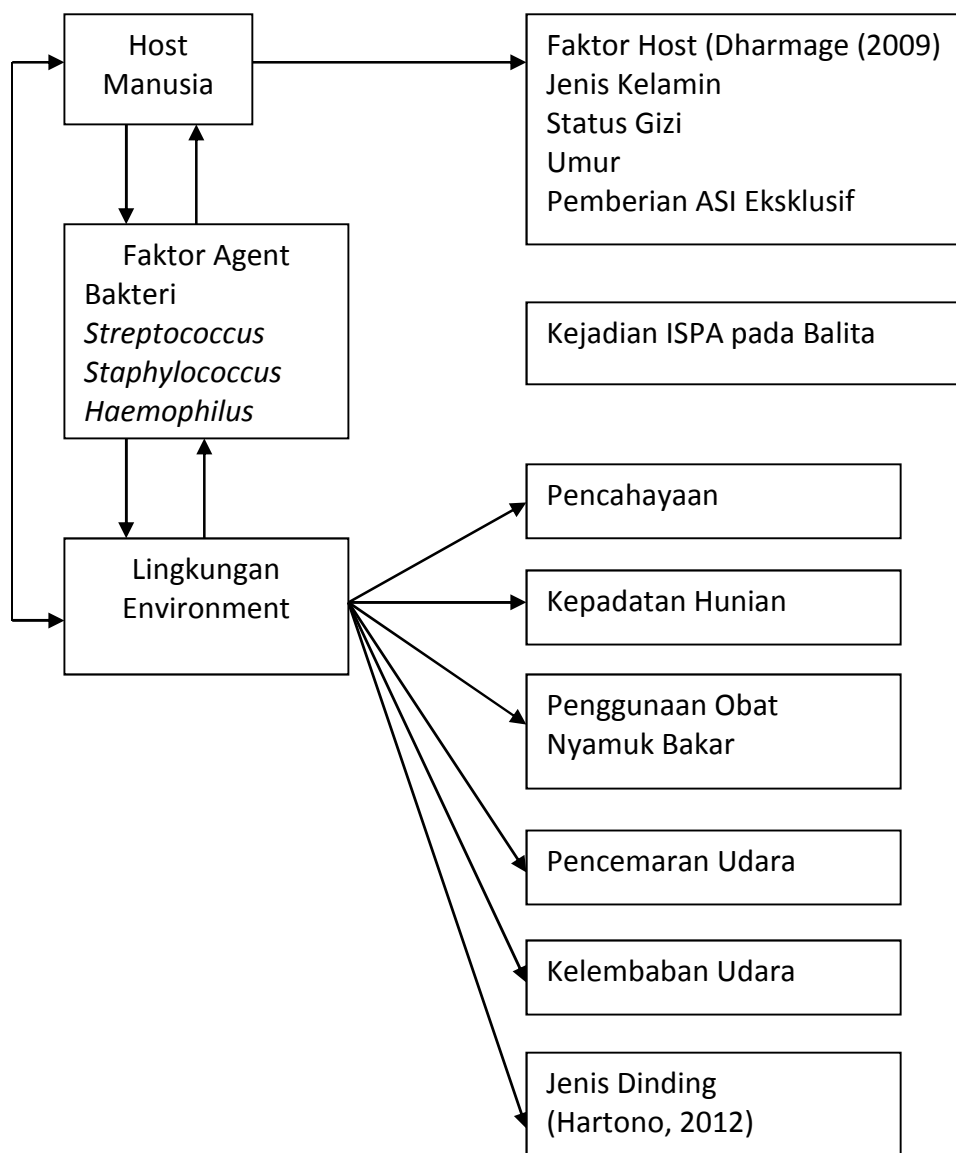 Host
Manusia
Faktor Host (Dharmage (2009)
Jenis Kelamin
Status Gizi
Umur
Pemberian ASI Eksklusif
Faktor Agent
Bakteri
Streptococcus
Staphylococcus
Haemophilus
Kejadian ISPA pada Balita
Lingkungan
Environment
Pencahayaan
Kepadatan Hunian
Penggunaan Obat
Nyamuk Bakar
Pencemaran Udara
Kelembaban Udara
Jenis Dinding
(Hartono, 2012)